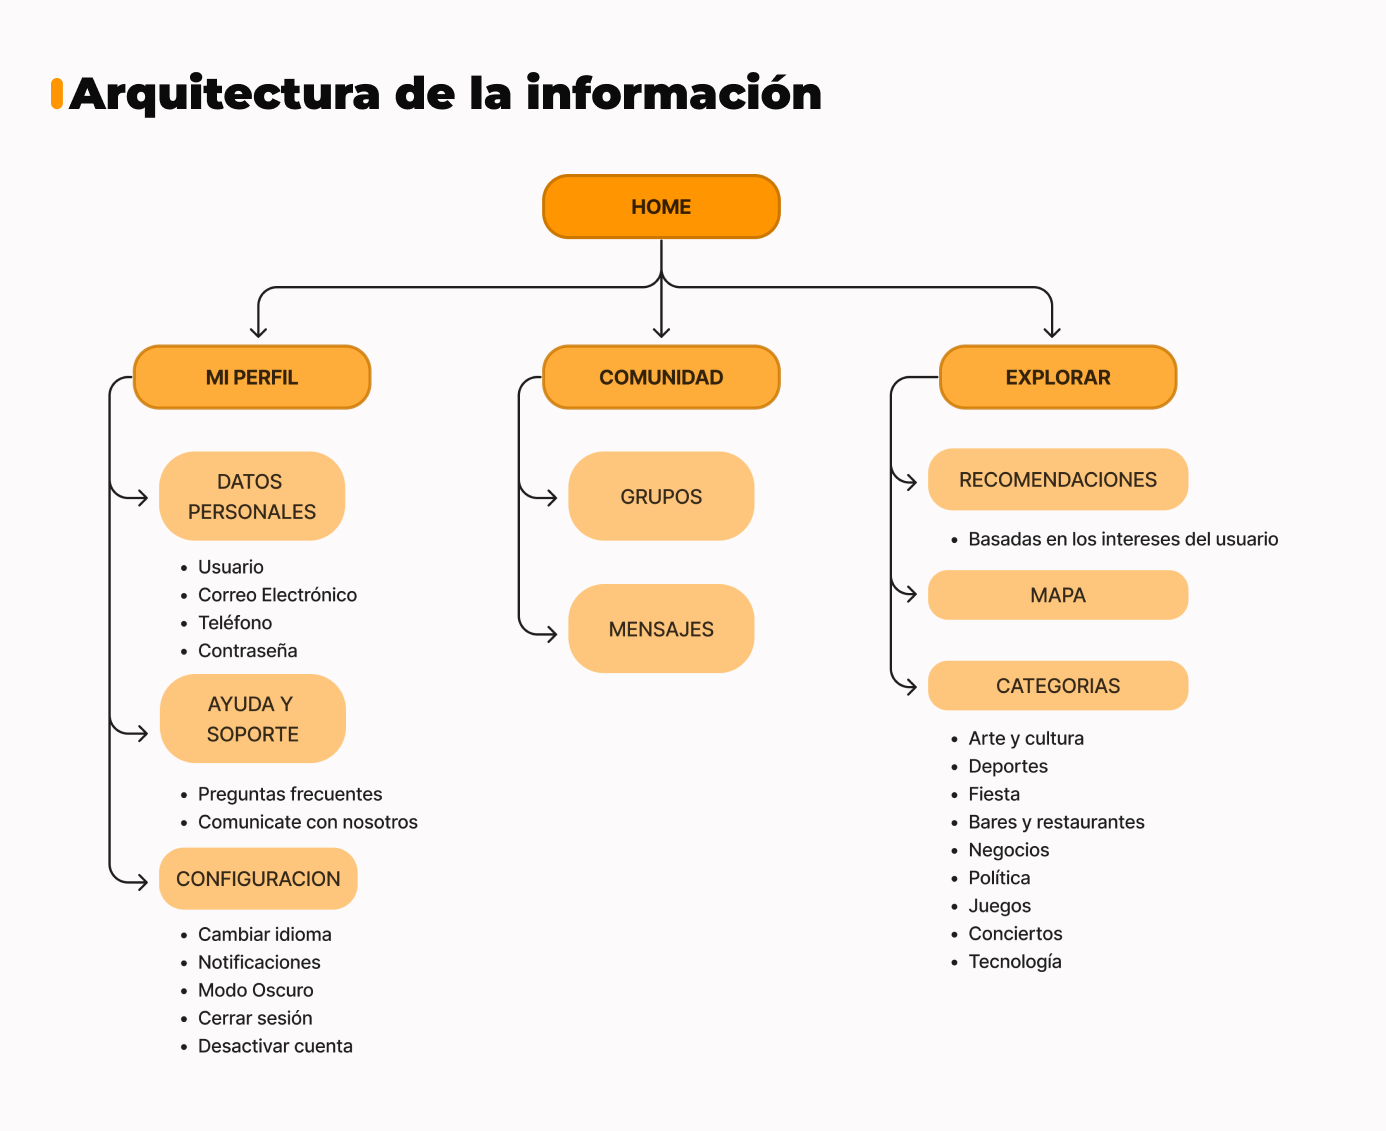 Arquitectura de la información
HOME
MI PERFIL
DATOS
PERSONALES
• Usuario
• Correo Electrónico
• Teléfono
• Contraseña
AYUDA Y
SOPORTE
• Preguntas frecuentes
• Comunicate con nosotros
CONFIGURACION
• Cambiar idioma
• Notificaciones
• Modo Oscuro
• Cerrar sesión
• Desactivar cuenta
COMUNIDAD
GRUPOS
MENSAJES
EXPLORAR
RECOMENDACIONES
• Basadas en los intereses del usuario
MAPA
CATEGORIAS
• Arte y cultura
• Deportes
• Fiesta
• Bares y restaurantes
• Negocios
• Política
• Juegos
• Conciertos
• Tecnología